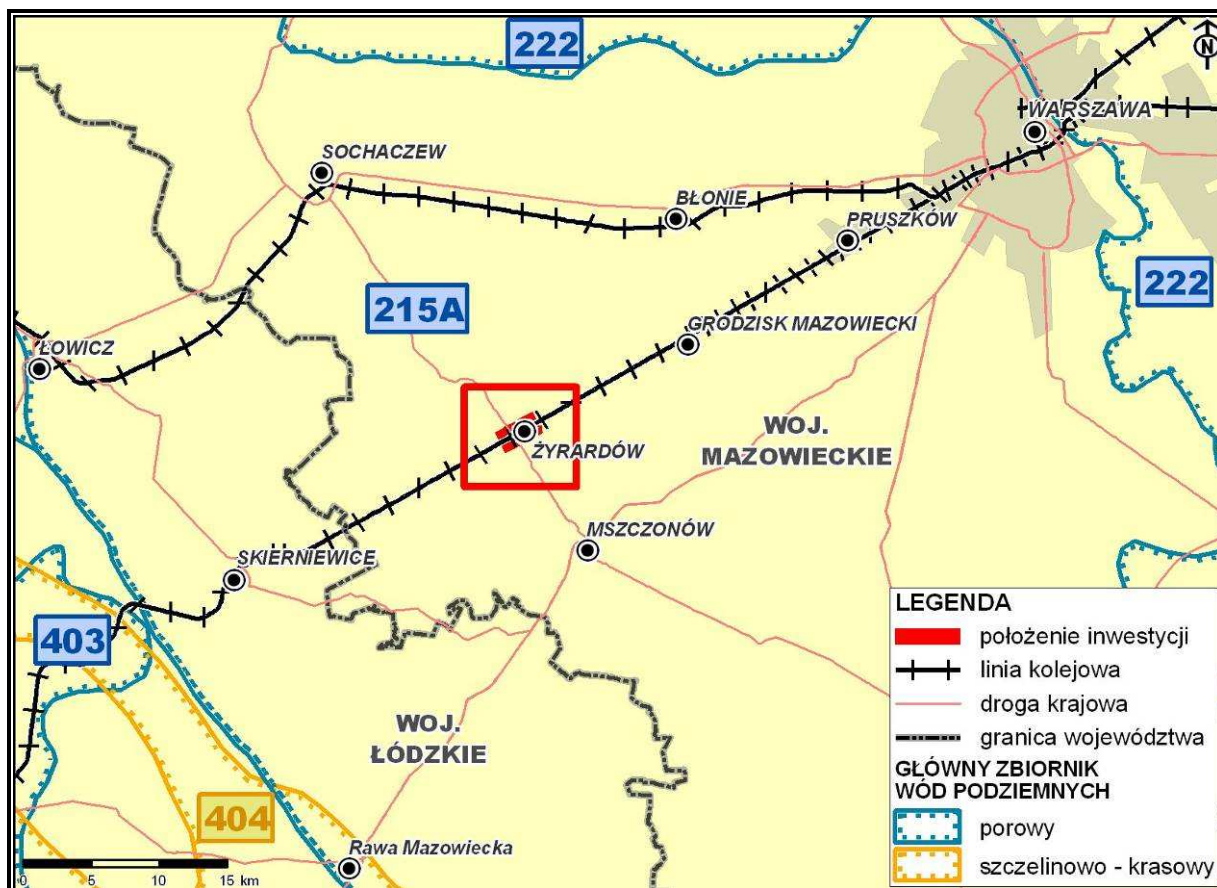 222
N
WARSZAWA
SOCHACZEW
BŁONIE
PRUSZKÓW
222
215A
GRODZISK MAZOWIECKI
ŁOWICZ
WOJ.
MAZOWIECKIE
ŻYRARDÓW
MSZCZONÓW
SKIERNIEWICE
403
WOJ.
ŁÓDZKIE
404
Rawa Mazowiecka
0 5 10 15 km
LEGENDA
położenie inwestycji
linia kolejowa
droga krajowa
granica województwa
GŁÓWNY ZBIORNIK
WÓD PODZIEMNYCH
porowy
szczelinowo - krasowy